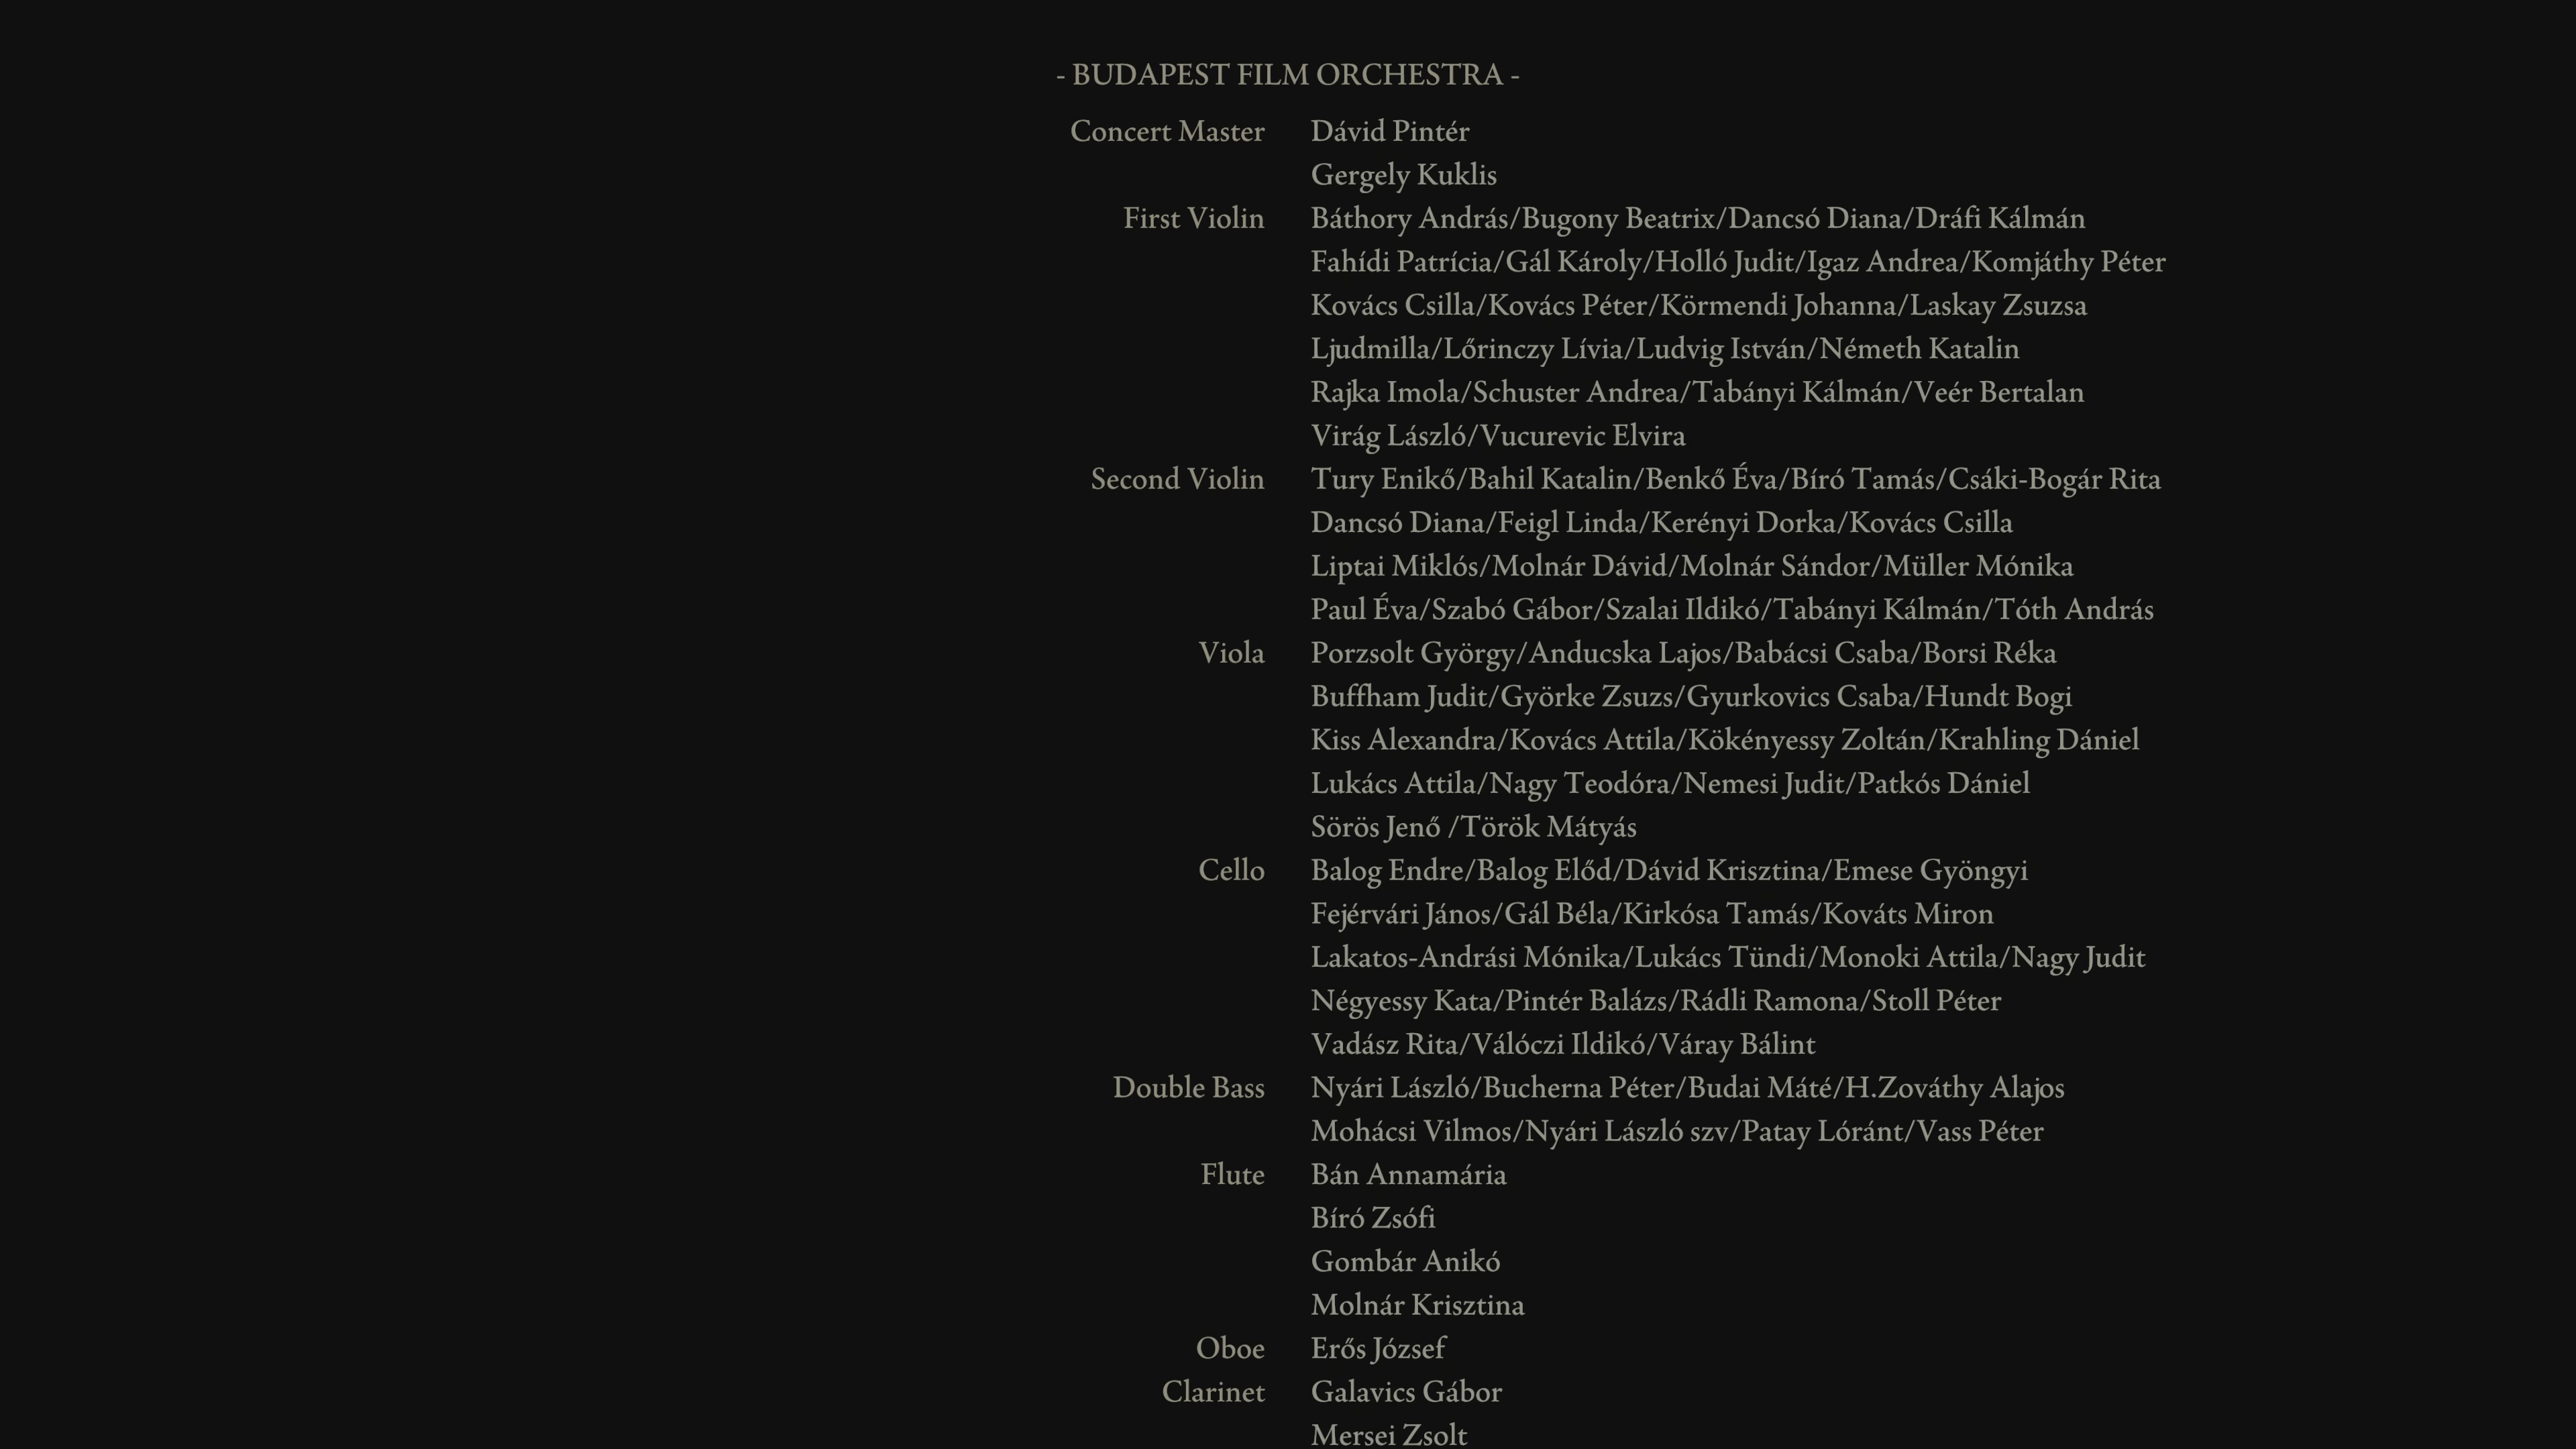 - BUDAPEST FILM ORCHESTRA -
Concert Master Dávid Pintér
Gergely Kuklis
First Violin Báthory András/Bugony Beatrix/Dancsó Diana/Dráfi Kálmán
Fahídi Patrícia/Gál Károly/Holló Judit/Igaz Andrea/Komjáthy Péter
Kovács Csilla/Kovács Péter/Körmendi Johanna/Laskay Zsuzsa
Ljudmilla/Lőrinczy Lívia/Ludvig István/Németh Katalin
Rajka Imola/Schuster Andrea/Tabányi Kálmán/Veér Bertalan
Virág László/Vucurevic Elvira
Second Violin Tury Enikő/Bahil Katalin/Benkő Éva/Bíró Tamás/Csáki-Bogár Rita
Dancsó Diana/Feigl Linda/Kerényi Dorka/Kovács Csilla
Liptai Miklós/Molnár Dávid/Molnár Sándor/Müller Mónika
Paul Éva/Szabó Gábor/Szalai Ildikó/Tabányi Kálmán/Tóth András
Viola Porzsolt György/Anducska Lajos/Babácsi Csaba/Borsi Réka
Buffham Judit/Györke Zsuzs/Gyurkovics Csaba/Hundt Bogi
Kiss Alexandra/Kovács Attila/Kökényessy Zoltán/Krahling Dániel
Lukács Attila/Nagy Teodóra/Nemesi Judit/Patkós Dániel
Sörös Jenő /Török Mátyás
Cello Balog Endre/Balog Előd/Dávid Krisztina/Emese Gyöngyi
Fejérvári János/Gál Béla/Kirkósa Tamás/Kováts Miron
Lakatos-Andrási Mónika/Lukács Tündi/Monoki Attila/Nagy Judit
Négyessy Kata/Pintér Balázs/Rádli Ramona/Stoll Péter
Vadász Rita/Válóczi Ildikó/Váray Bálint
Double Bass Nyári László/Bucherna Péter/Budai Máté/H.Zováthy Alajos
Mohácsi Vilmos/Nyári László szv/Patay Lóránt/Vass Péter
Flute Bán Annamária
Bíró Zsófi
Gombár Anikó
Molnár Krisztina
Oboe Erős József
Clarinet Galavics Gábor
Mersei Zsolt